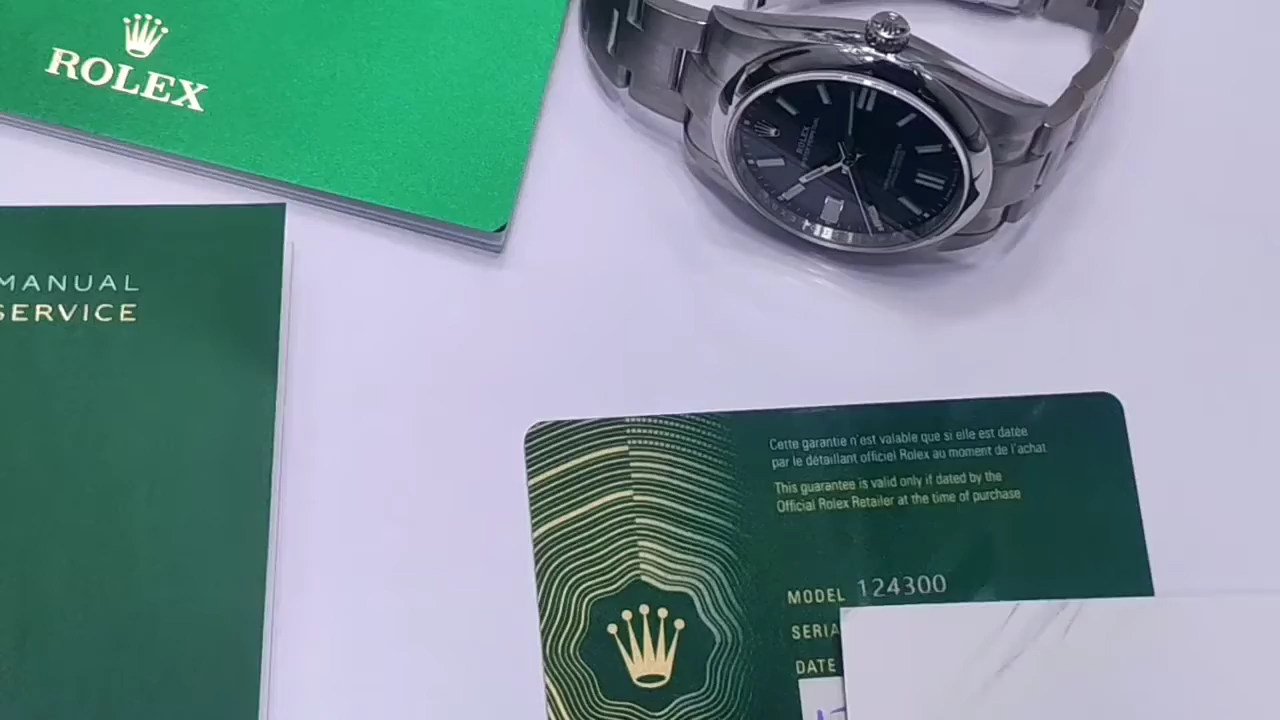 ROLEX
MANUAL
SERVICE
ROLEX
Cette garantie n'est valable que si elle est datée
par le détaillant officiel Rolex au moment de l'achat
This guarantee is valid only if dated by the
Official Rolex Retailer at the time of purchase
MODEL 124300
SERIA
DATE